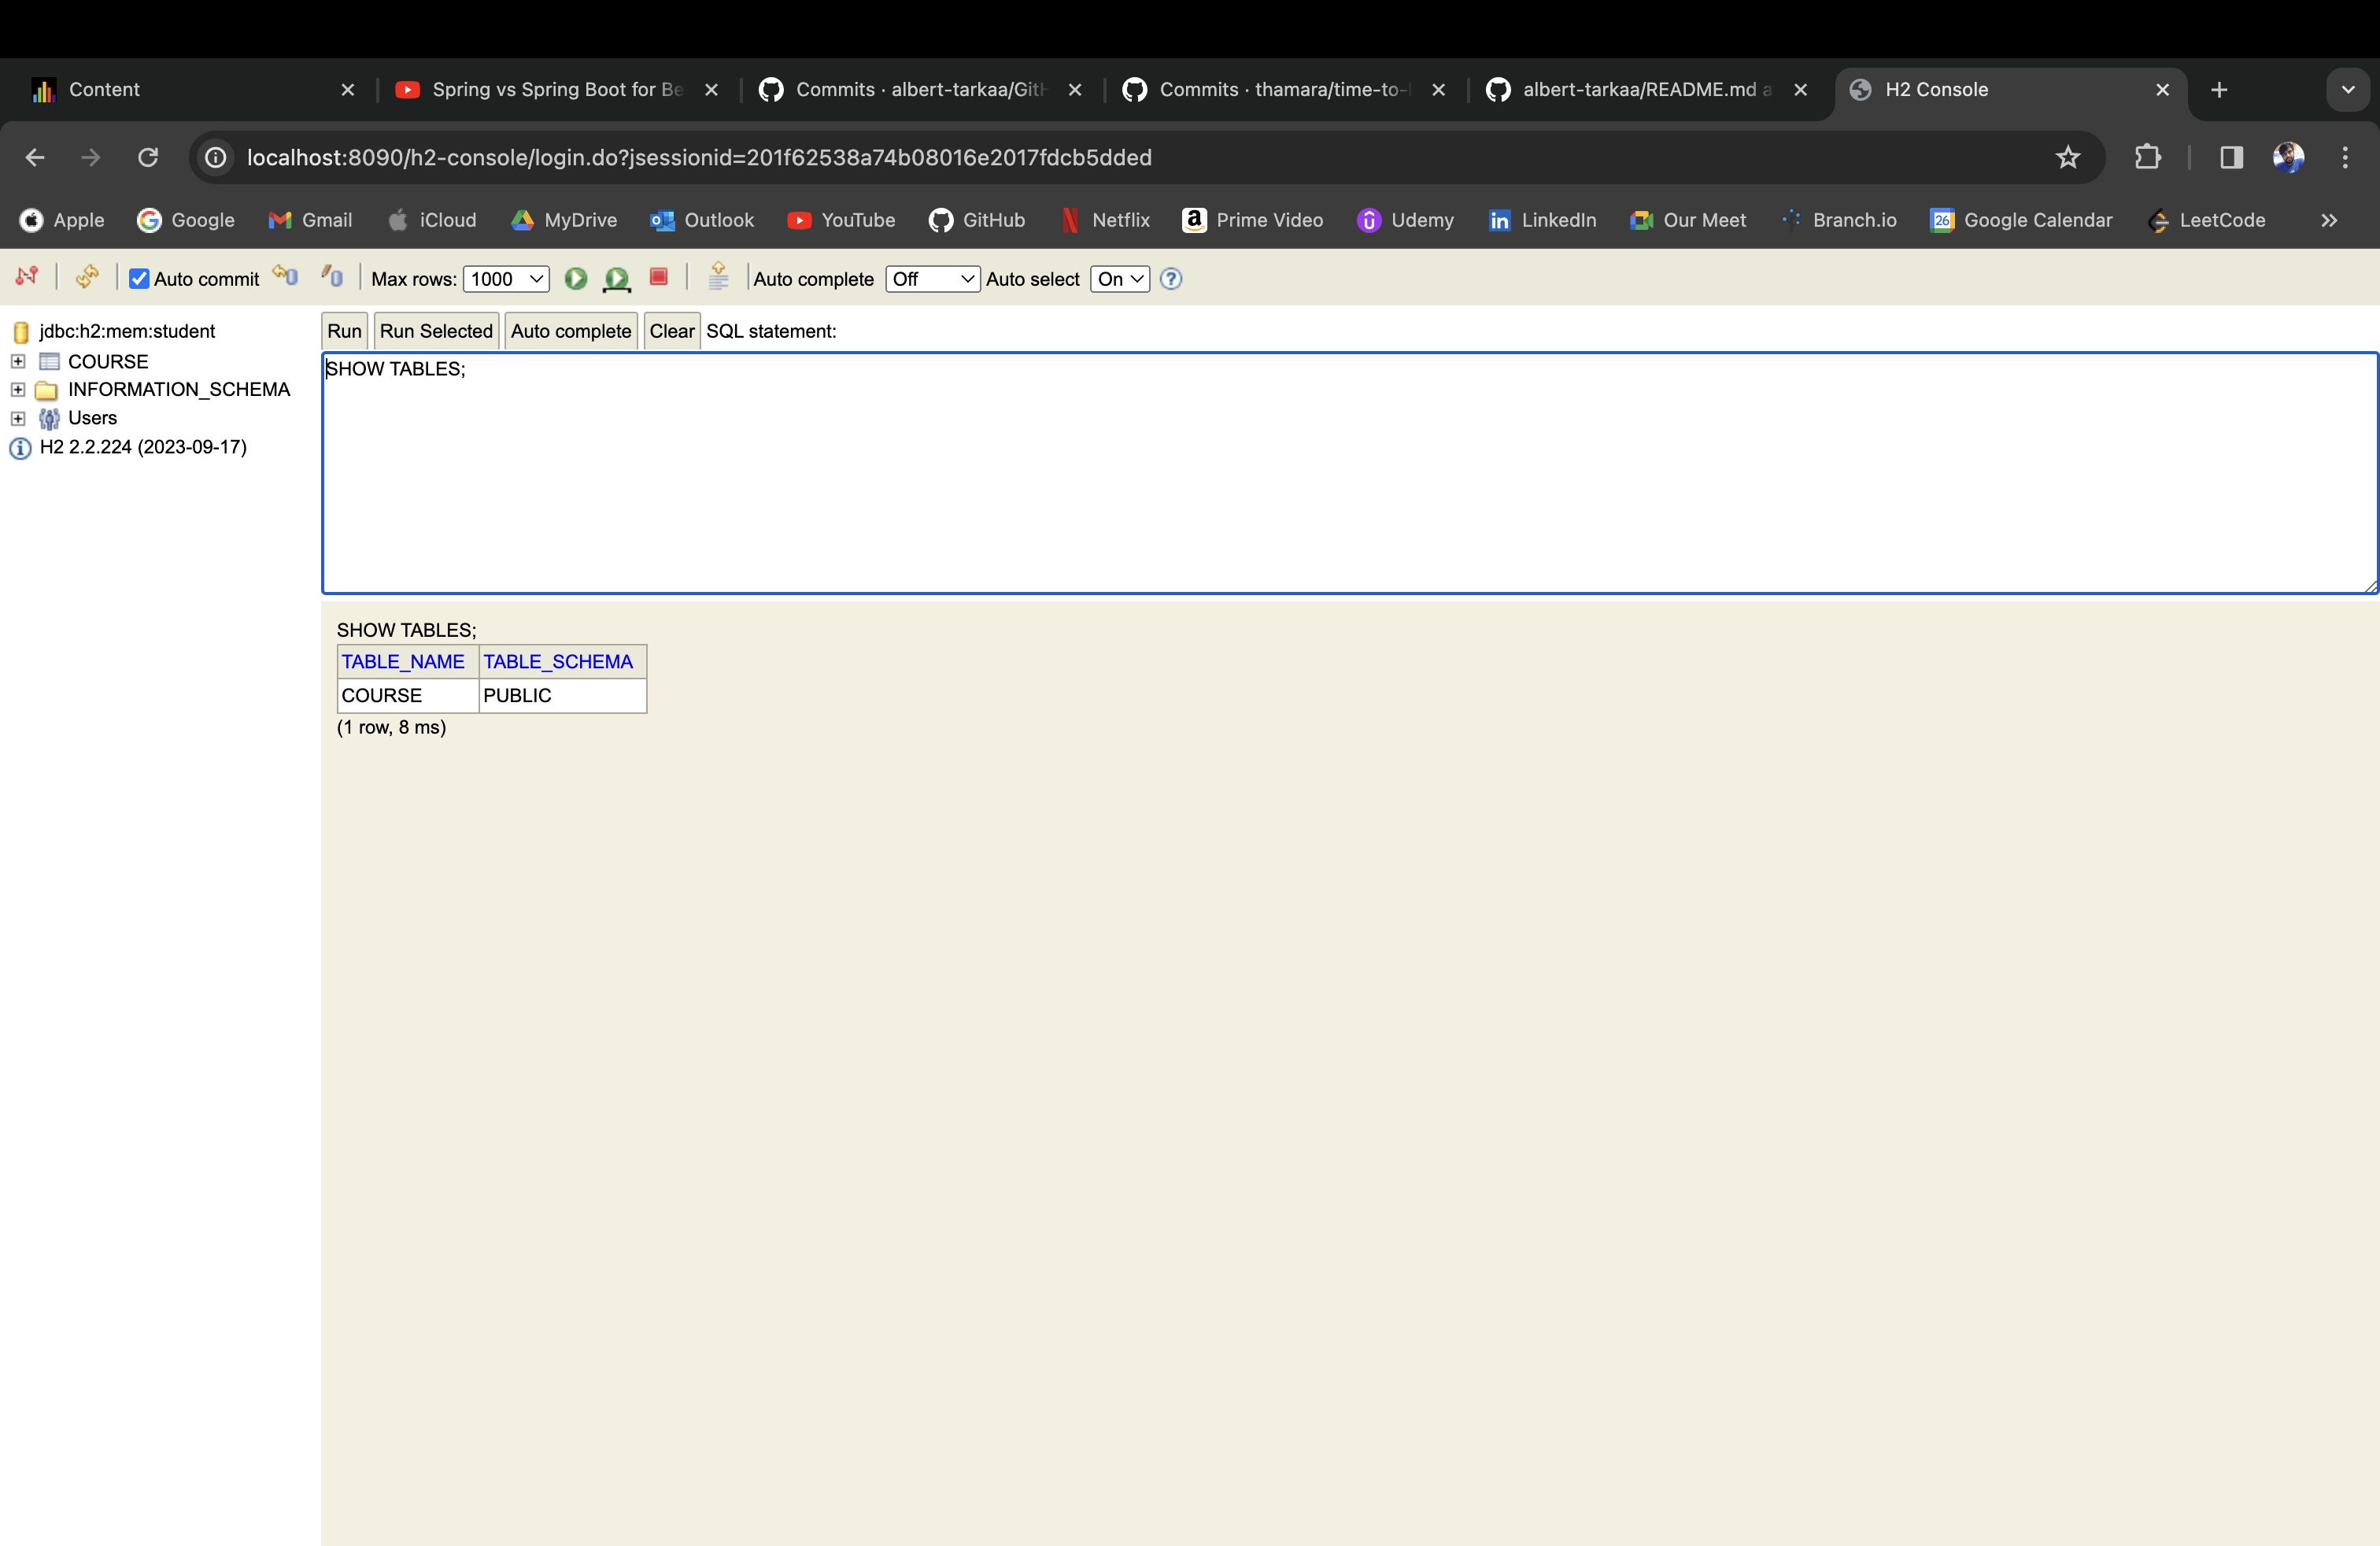 Content
Spring vs Spring Boot for Be
Commits · albert-tarkaa/GitH
Commits · thamara/time-to-
albert-tarkaa/README.md a
H2 Console
localhost:8090/h2-console/login.do?jsessionid=201f62538a74b08016e2017fdcb5dded
Apple Google Gmail iCloud MyDrive Outlook YouTube GitHub Netflix Prime Video Udemy LinkedIn Our Meet Branch.io 26 Google Calendar LeetCode
Auto commit Max rows: 1000 Auto complete Off Auto select On
jdbc:h2:mem:student
COURSE
INFORMATION_SCHEMA
Users
H2 2.2.224 (2023-09-17)
Run Run Selected Auto complete Clear SQL statement:
SHOW TABLES;
SHOW TABLES;
TABLE_NAME TABLE_SCHEMA
COURSE PUBLIC
(1 row, 8 ms)